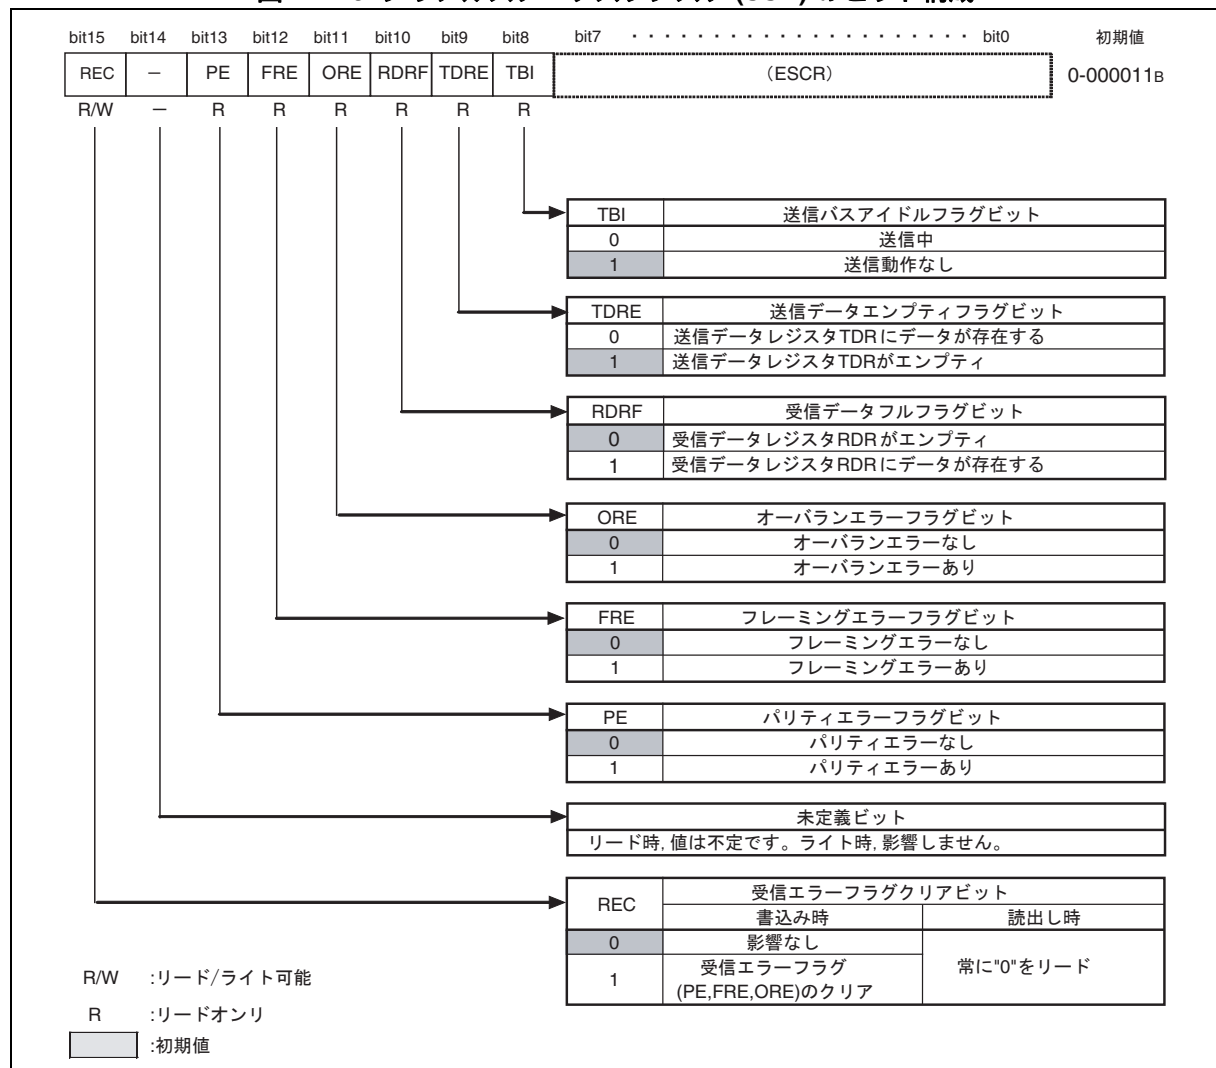 bit15 bit14 bit13 bit12 bit11 bit10 bit9 bit8 bit7 ・・・・・・・・・・・・・・・・・・・・・ bit0 初期値
REC － PE FRE ORE RDRF TDRE TBI (ESCR) 0-000011B
R/W － R R R R R R
TBI 送信バスアイドルフラグビット
0 送信中
1 送信動作なし
TDRE 送信データエンプティフラグビット
0 送信データレジスタTDRにデータが存在する
1 送信データレジスタTDRがエンプティ
RDRF 受信データフルフラグビット
0 受信データレジスタRDRがエンプティ
1 受信データレジスタRDRにデータが存在する
ORE オーバランエラーフラグビット
0 オーバランエラーなし
1 オーバランエラーあり
FRE フレーミングエラーフラグビット
0 フレーミングエラーなし
1 フレーミングエラーあり
PE パリティエラーフラグビット
0 パリティエラーなし
1 パリティエラーあり
未定義ビット
リード時, 値は不定です。ライト時, 影響しません。
REC 受信エラーフラグクリアビット
書込み時 読出し時
0 影響なし 常に"0"をリード
1 受信エラーフラグ
(PE,FRE,ORE)のクリア
R/W :リード/ライト可能
R :リードオンリ
:初期値